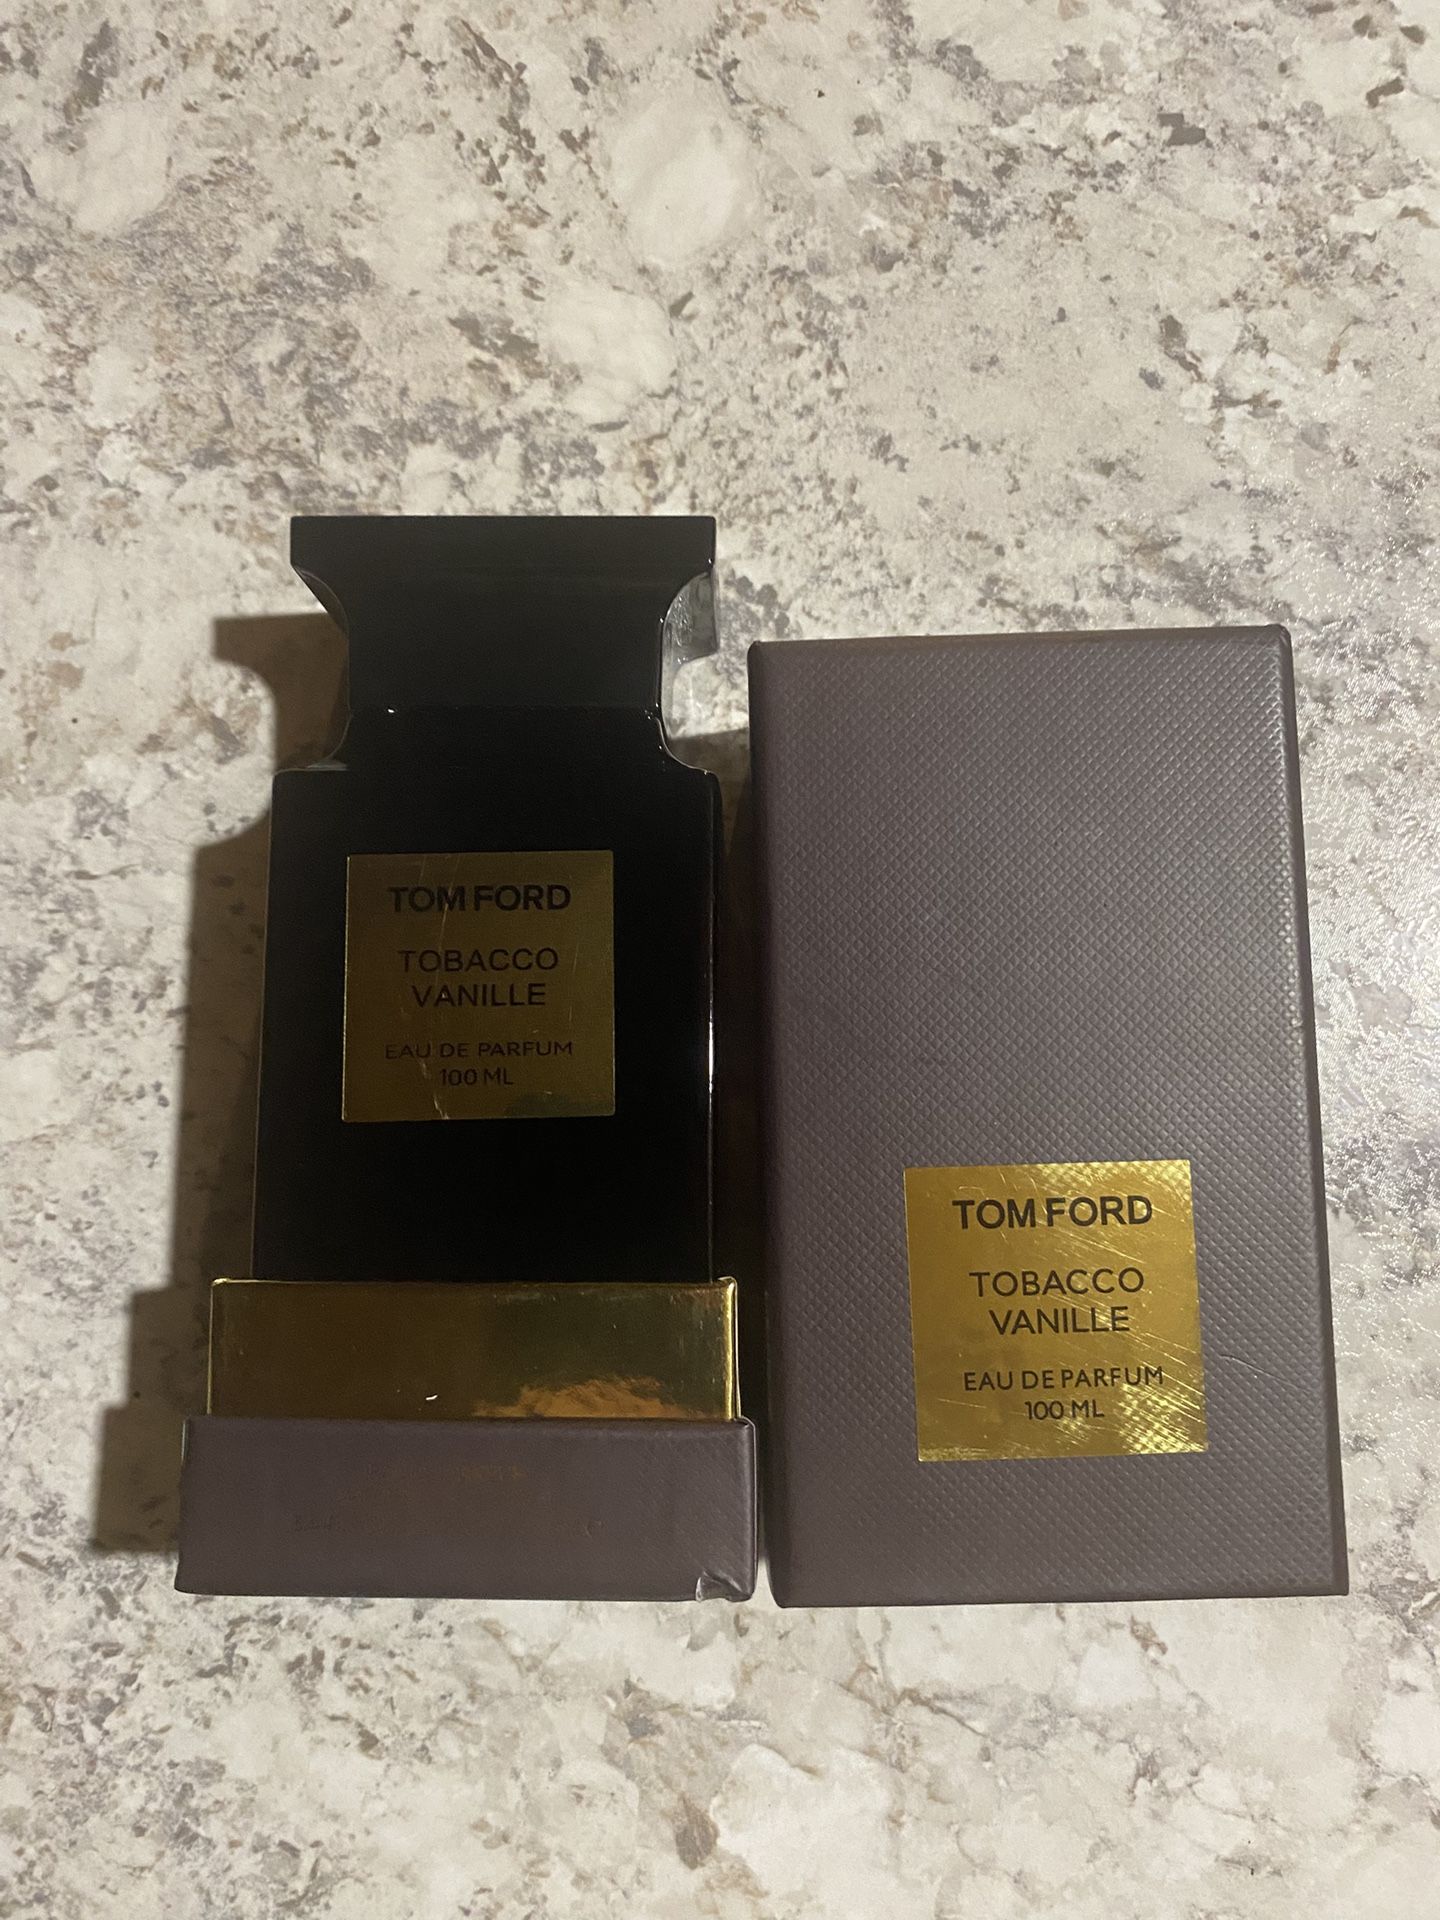 TOM FORD
TOBACCO
VANILLE
EAU DE PARFUM
100 ML
TOM FORD
TOBACCO
VANILLE
EAU DE PARFUM
100 ML